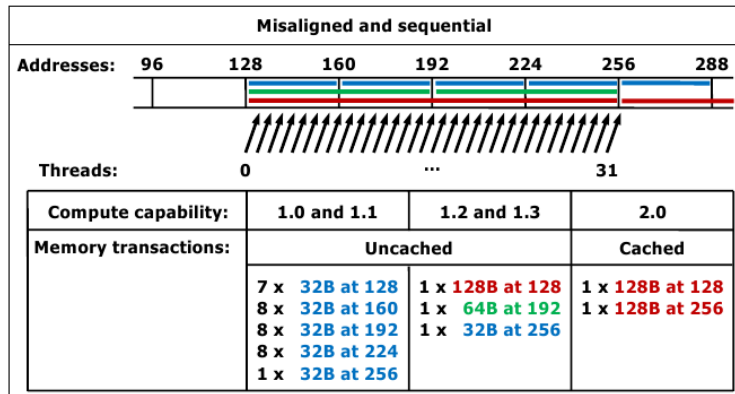 Misaligned and sequential
Addresses: 96 128 160 192 224 256 288
Threads: 0 ... 31
Compute capability: 1.0 and 1.1 1.2 and 1.3 2.0
Memory transactions: Uncached Cached
7 x 32B at 128 1 x 128B at 128 1 x 128B at 128
8 x 32B at 160 1 x 64B at 192 1 x 128B at 256
8 x 32B at 192 1 x 32B at 256
8 x 32B at 224
1 x 32B at 256